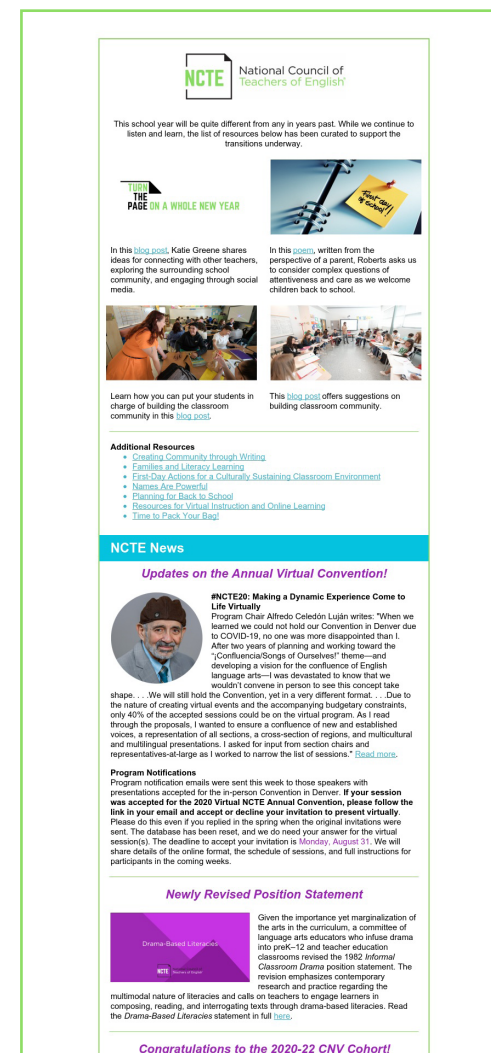 NCTE
National Council of
Teachers of English®
This school year will be quite different from any in years past. While we continue to
listen and learn, the list of resources below has been curated to support the
transitions underway.
TURN
THE
PAGE ON A WHOLE NEW YEAR
First day
of school!
In this blog post, Katie Greene shares
ideas for connecting with other teachers,
exploring the surrounding school
community, and engaging through social
media.
In this poem, written from the
perspective of a parent, Roberts asks us
to consider complex questions of
attentiveness and care as we welcome
children back to school.
Learn how you can put your students in
charge of building the classroom
community in this blog post.
This blog post offers suggestions on
building classroom community.
Additional Resources
• Creating Community through Writing
• Families and Literacy Learning
• First-Day Actions for a Culturally Sustaining Classroom Environment
• Names Are Powerful
• Planning for Back to School
• Resources for Virtual Instruction and Online Learning
• Time to Pack Your Bag!
NCTE News
Updates on the Annual Virtual Convention!
#NCTE20: Making a Dynamic Experience Come to
Life Virtually
Program Chair Alfredo Celedón Luján writes: "When we
learned we could not hold our Convention in Denver due
to COVID-19, no one was more disappointed than I.
After two years of planning and working toward the
"¡Confluencia/Songs of Ourselves!" theme—and
developing a vision for the confluence of English
language arts—I was devastated to know that we
wouldn't convene in person to see this concept take
shape. . . .We will still hold the Convention, yet in a very different format. . . .Due to
the nature of creating virtual events and the accompanying budgetary constraints,
only 40% of the accepted sessions could be on the virtual program. As I read
through the proposals, I wanted to ensure a confluence of new and established
voices, a representation of all sections, a cross-section of regions, and multicultural
and multilingual presentations. I asked for input from section chairs and
representatives-at-large as I worked to narrow the list of sessions." Read more.
Program Notifications
Program notification emails were sent this week to those speakers with
presentations accepted for the in-person Convention in Denver. If your session
was accepted for the 2020 Virtual NCTE Annual Convention, please follow the
link in your email and accept or decline your invitation to present virtually.
Please do this even if you replied in the spring when the original invitations were
sent. The database has been reset, and we do need your answer for the virtual
session(s). The deadline to accept your invitation is Monday, August 31. We will
share details of the online format, the schedule of sessions, and full instructions for
participants in the coming weeks.
Newly Revised Position Statement
Drama-Based Literacies
NCTE
Given the importance yet marginalization of
the arts in the curriculum, a committee of
language arts educators who infuse drama
into preK–12 and teacher education
classrooms revised the 1982 Informal
Classroom Drama position statement. The
revision emphasizes contemporary
research and practice regarding the
multimodal nature of literacies and calls on teachers to engage learners in
composing, reading, and interrogating texts through drama-based literacies. Read
the Drama-Based Literacies statement in full here.
Congratulations to the 2020-22 CNV Cohort!